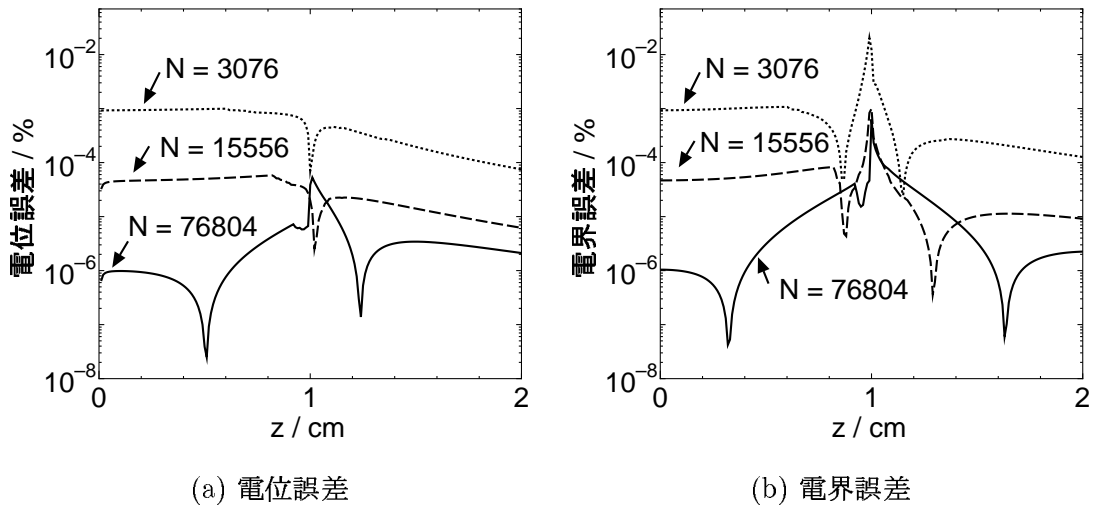 電位誤差 / %
10⁻²
10⁻⁴
10⁻⁶
10⁻⁸
N = 3076
N = 15556
N = 76804
0
1
2
z / cm
(a) 電位誤差
電界誤差 / %
10⁻²
10⁻⁴
10⁻⁶
10⁻⁸
N = 3076
N = 15556
N = 76804
0
1
2
z / cm
(b) 電界誤差